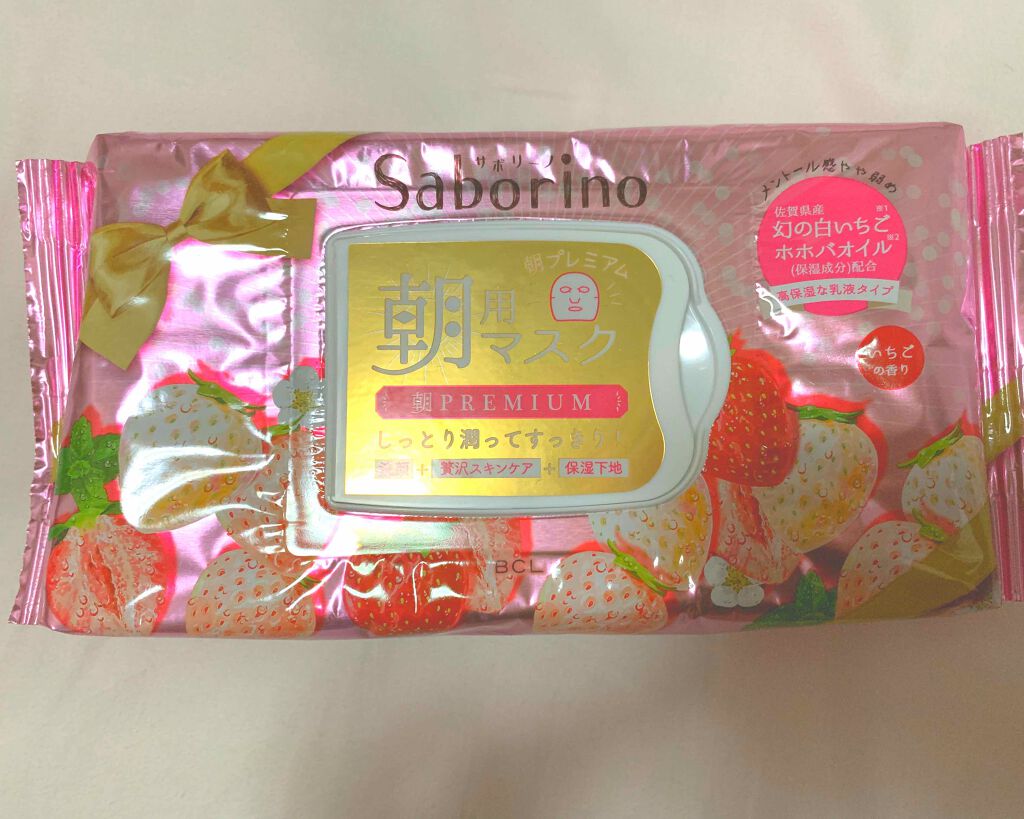 サボリーノ
Saborino
メントール感やや弱め
佐賀県産
幻の白いちご※1
ホホバオイル※2
(保湿成分)配合
高保湿な乳液タイプ
いちご
の香り
朝プレミアム
朝用
マスク
朝PREMIUM
しっとり潤ってすっきり!
洗顔+贅沢スキンケア+保湿下地
BCL